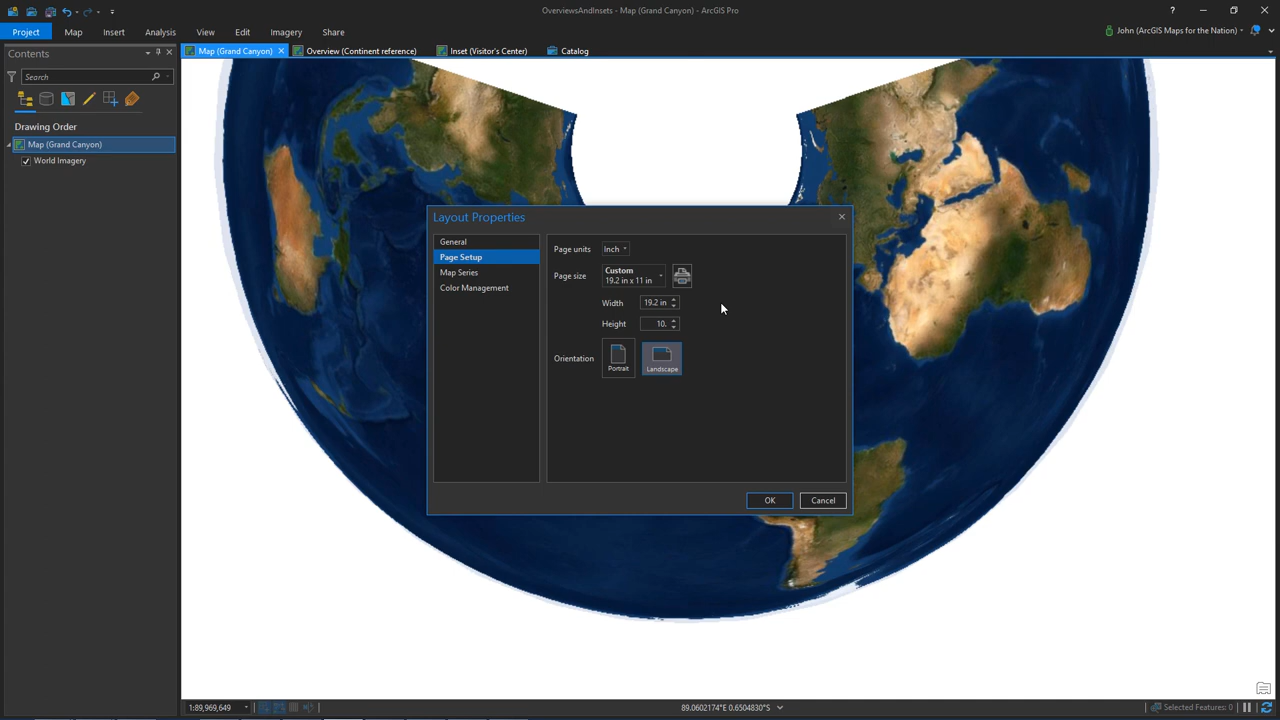 OverviewsAndInsets - Map (Grand Canyon) - ArcGIS Pro
?
Project Map Insert Analysis View Edit Imagery Share
John (ArcGIS Maps for the Nation)
Contents
Map (Grand Canyon) Overview (Continent reference) Inset (Visitor's Center) Catalog
Search
Drawing Order
Map (Grand Canyon)
World Imagery
Layout Properties
General
Page Setup
Map Series
Color Management
Page units Inch
Page size Custom
19.2 in x 11 in
Width 19.2 in
Height 10.
Orientation
Portrait Landscape
OK Cancel
1:89,969,649
89.0602174°E 0.6504830°S
Selected Features: 0